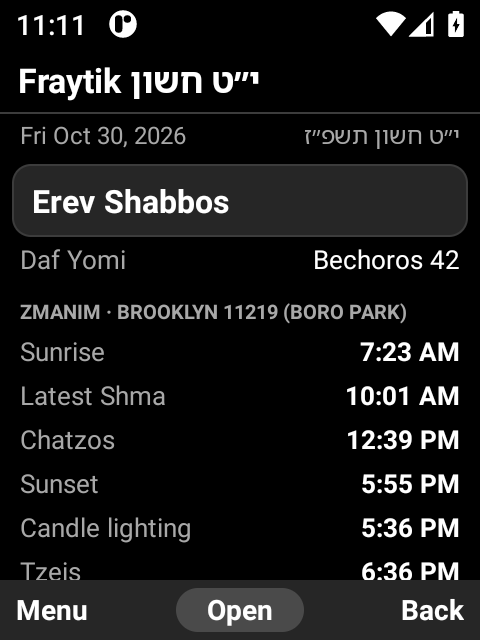 11:11
Fraytik י״ט חשון
Fri Oct 30, 2026 י״ט חשון תשפ״ז
Erev Shabbos
Daf Yomi Bechoros 42
ZMANIM · BROOKLYN 11219 (BORO PARK)
Sunrise 7:23 AM
Latest Shma 10:01 AM
Chatzos 12:39 PM
Sunset 5:55 PM
Candle lighting 5:36 PM
Tzeis 6:36 PM
Menu Open Back